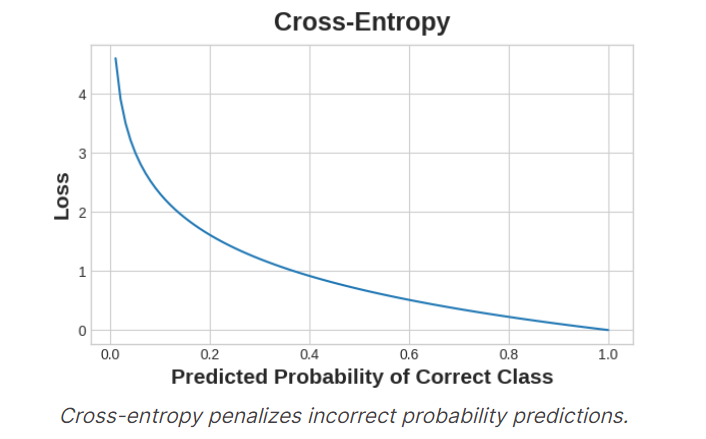 Cross-Entropy
4
3
2
1
0
Loss
0.0 0.2 0.4 0.6 0.8 1.0
Predicted Probability of Correct Class
Cross-entropy penalizes incorrect probability predictions.